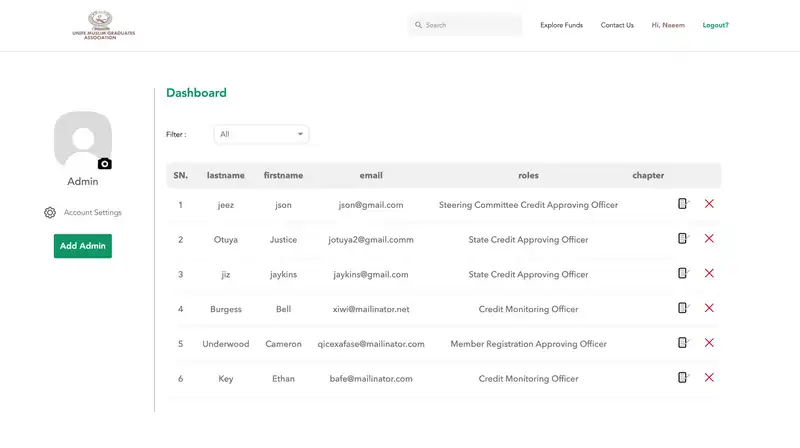 UNIFE MUSLIM GRADUATES
ASSOCIATION
Search
Explore Funds
Contact Us
Hi, Naeem
Logout?
Admin
Account Settings
Add Admin
Dashboard
Filter :
All
SN. lastname firstname email roles chapter
1 jeez json json@gmail.com Steering Committee Credit Approving Officer
2 Otuya Justice jotuya2@gmail.comm State Credit Approving Officer
3 jiz jaykins jaykins@gmail.com State Credit Approving Officer
4 Burgess Bell xiwi@mailinator.net Credit Monitoring Officer
5 Underwood Cameron qicexafase@mailinator.com Member Registration Approving Officer
6 Key Ethan bafe@mailinator.com Credit Monitoring Officer